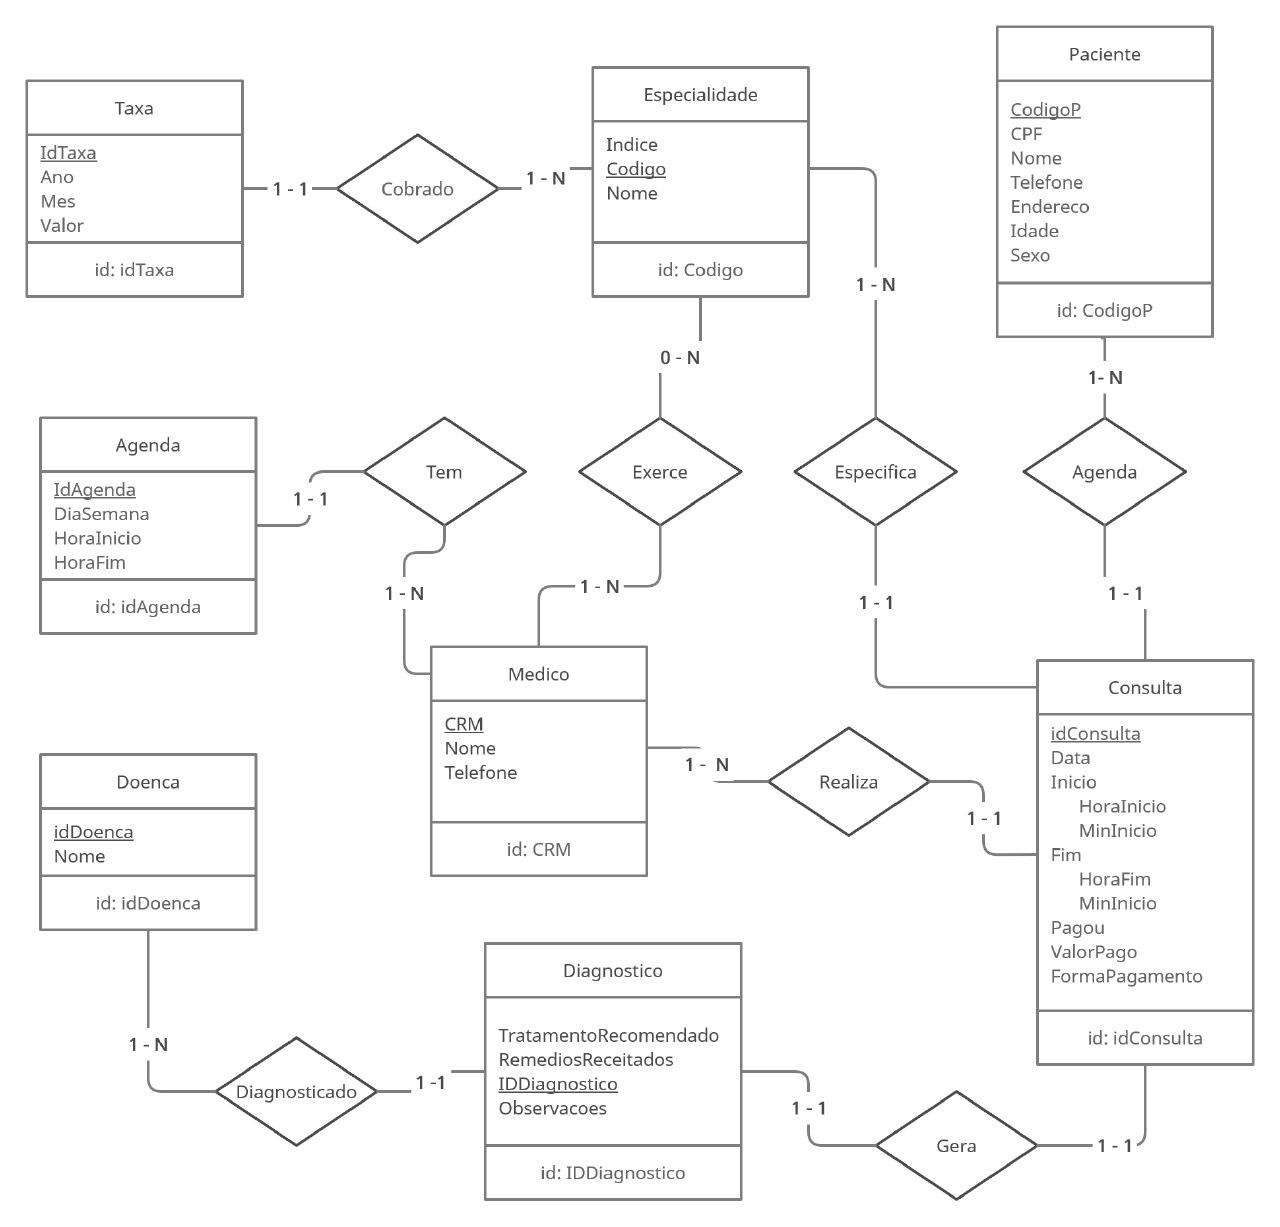 Taxa
IdTaxa
Ano
Mes
Valor
id: idTaxa
1 - 1
Cobrado
1 - N
Especialidade
Indice
Codigo
Nome
id: Codigo
Paciente
CodigoP
CPF
Nome
Telefone
Endereco
Idade
Sexo
id: CodigoP
1 - N
0 - N
1- N
Agenda
IdAgenda
DiaSemana
HoraInicio
HoraFim
id: idAgenda
1 - 1
Tem
Exerce
Especifica
Agenda
1 - N
1 - N
1 - 1
1 - 1
Medico
CRM
Nome
Telefone
id: CRM
1 - N
Realiza
1 - 1
Consulta
idConsulta
Data
Inicio
HoraInicio
MinInicio
Fim
HoraFim
MinInicio
Pagou
ValorPago
FormaPagamento
id: idConsulta
Doenca
idDoenca
Nome
id: idDoenca
1 - N
Diagnosticado
1 -1
Diagnostico
TratamentoRecomendado
RemediosReceitados
IDDiagnostico
Observacoes
id: IDDiagnostico
1 - 1
Gera
1 - 1